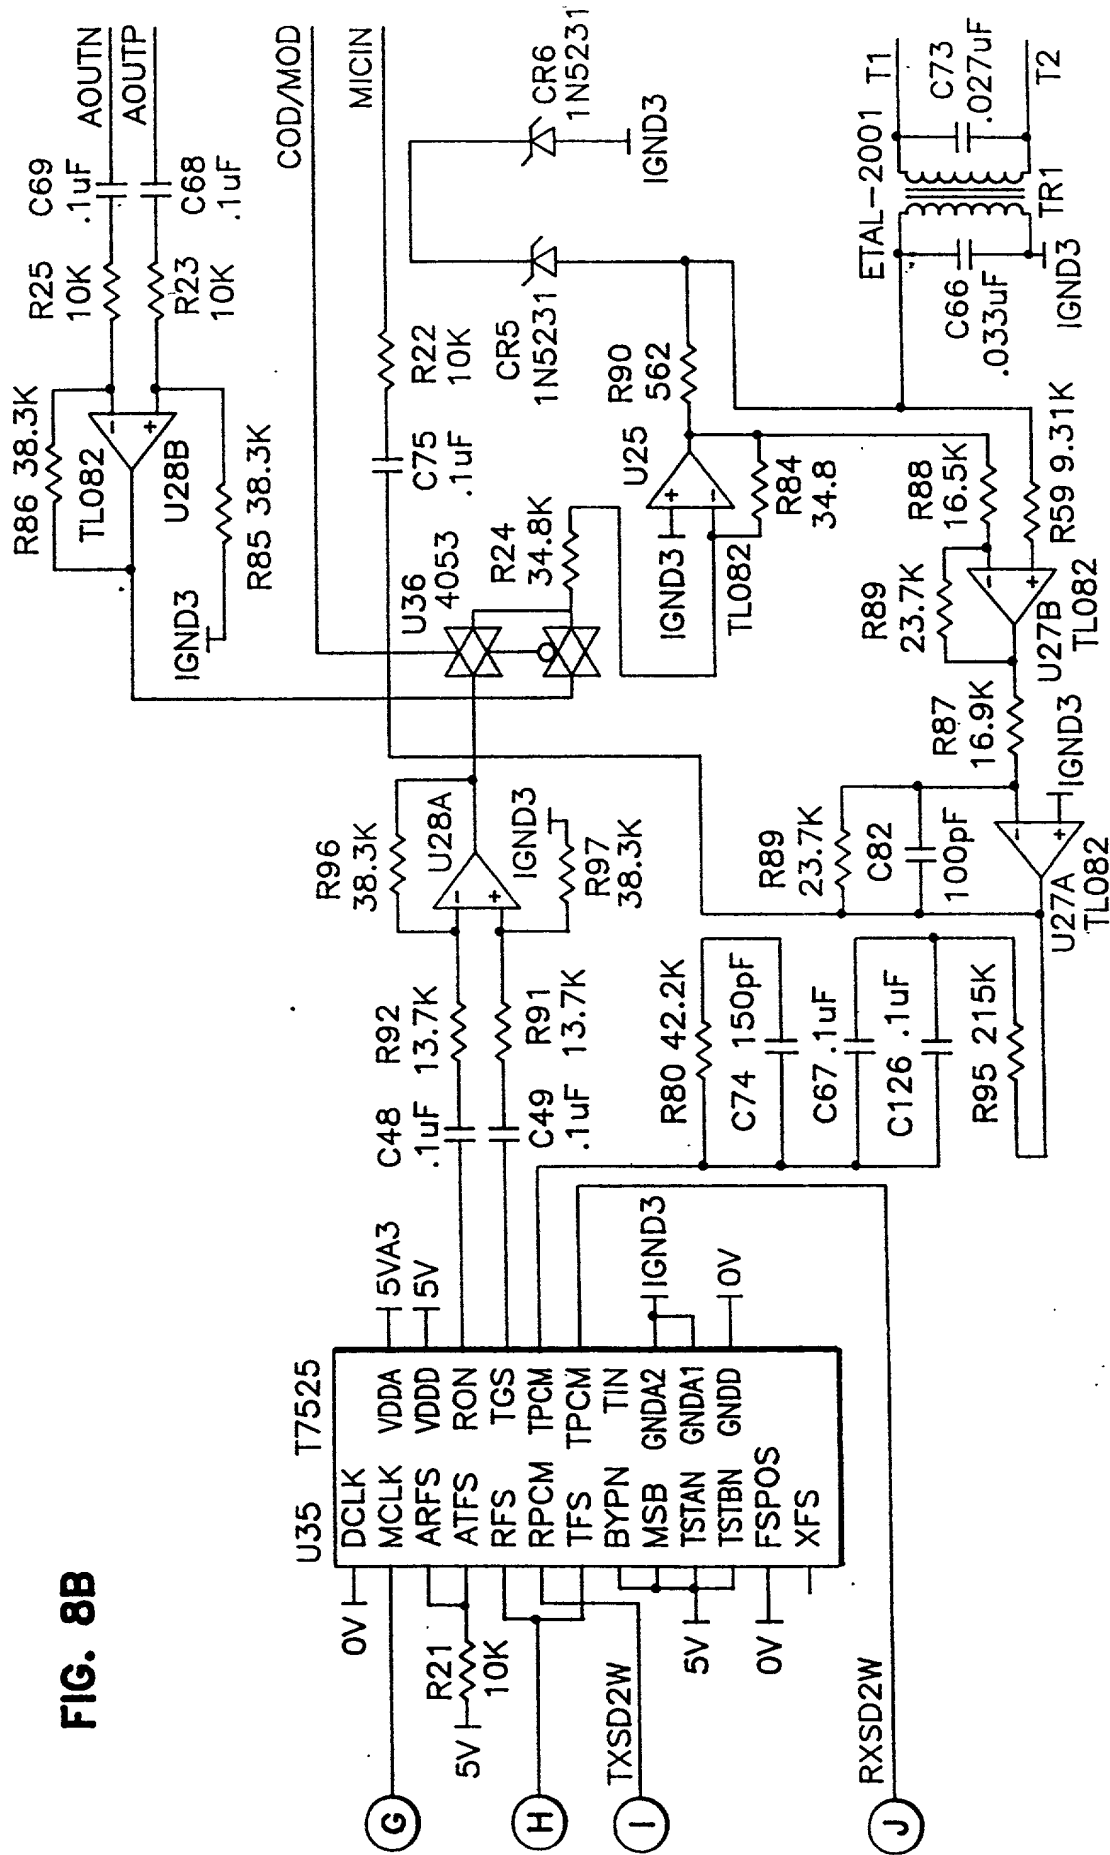 FIG. 8B
U35 T7525
DCLK
MCLK
ARFS
ATFS
RFS
RPCM
TFS
BYPN
MSB
TSTAN
TSTBN
FSPOS
XFS
VDDA
VDDD
RON
TGS
TPCM
TPCM
TIN
GNDA2
GNDA1
GNDD
0V
R21
10K
5V
5V
0V
G
H
I
J
TXSD2W
RXSD2W
5VA3
5V
IGND3
0V
C48
.1uF
R92
13.7K
C49
.1uF
R91
13.7K
R96
38.3K
U28A
IGND3
R97
38.3K
R80 42.2K
C74 150pF
C67 .1uF
C126 .1uF
R95 215K
R89
23.7K
C82
100pF
U27A
TL082
IGND3
R87
16.9K
R89
23.7K
U27B
TL082
R88
16.5K
R59 9.31K
U36
4053
R24
34.8K
C75
.1uF
R22
10K
IGND3
TL082
U25
R84
34.8
R90
562
CR5
1N5231
CR6
1N5231
IGND3
IGND3
R85 38.3K
R86 38.3K
TL082
U28B
R25
10K
R23
10K
C69
.1uF
C68
.1uF
AOUTN
AOUTP
COD/MOD
MICIN
ETAL-2001
C66
.033uF
IGND3
TR1
T1
C73
.027uF
T2